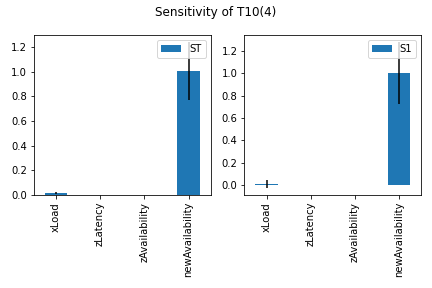 Sensitivity of T10(4)
ST
1.2
1.0
0.8
0.6
0.4
0.2
0.0
xLoad
zLatency
zAvailability
newAvailability
S1
1.2
1.0
0.8
0.6
0.4
0.2
0.0
xLoad
zLatency
zAvailability
newAvailability